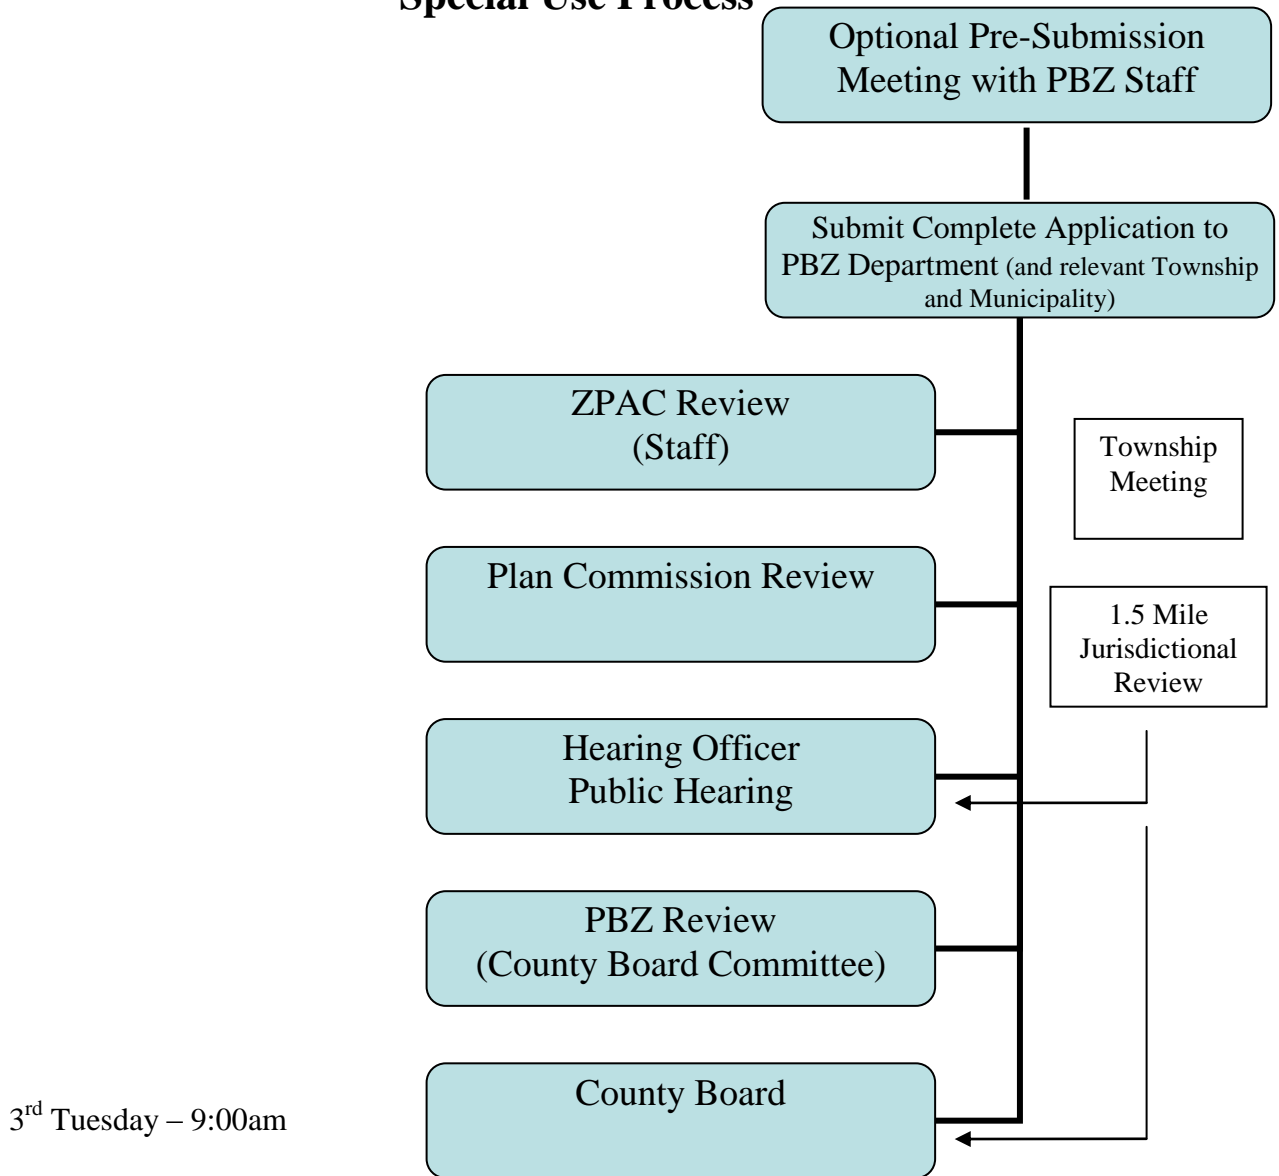 Special Use Process
Optional Pre-Submission
Meeting with PBZ Staff
Submit Complete Application to
PBZ Department (and relevant Township
and Municipality)
ZPAC Review
(Staff)
Township
Meeting
Plan Commission Review
1.5 Mile
Jurisdictional
Review
Hearing Officer
Public Hearing
PBZ Review
(County Board Committee)
County Board
3rd Tuesday – 9:00am